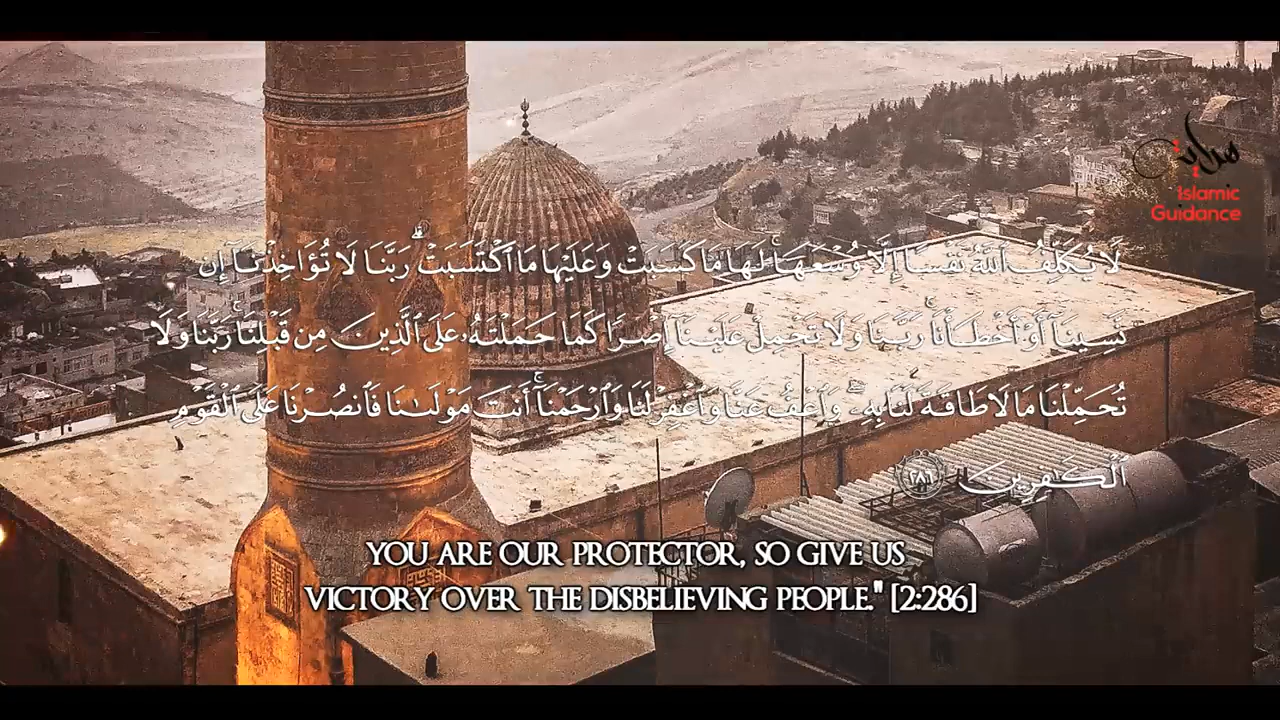 هداية
Islamic
Guidance
لَا يُكَلِّفُ ٱللَّهُ نَفْسًا إِلَّا وُسْعَهَا ۚ لَهَا مَا كَسَبَتْ وَعَلَيْهَا مَا ٱكْتَسَبَتْ ۗ رَبَّنَا لَا تُؤَاخِذْنَآ إِن
نَّسِينَآ أَوْ أَخْطَأْنَا ۚ رَبَّنَا وَلَا تَحْمِلْ عَلَيْنَآ إِصْرًا كَمَا حَمَلْتَهُۥ عَلَى ٱلَّذِينَ مِن قَبْلِنَا ۚ رَبَّنَا وَلَا
تُحَمِّلْنَا مَا لَا طَاقَةَ لَنَا بِهِۦ ۖ وَٱعْفُ عَنَّا وَٱغْفِرْ لَنَا وَٱرْحَمْنَآ ۚ أَنتَ مَوْلَىٰنَا فَٱنصُرْنَا عَلَى ٱلْقَوْمِ
ٱلْكَـٰفِرِينَ ٢٨٦
YOU ARE OUR PROTECTOR, SO GIVE US
VICTORY OVER THE DISBELIEVING PEOPLE." [2:286]